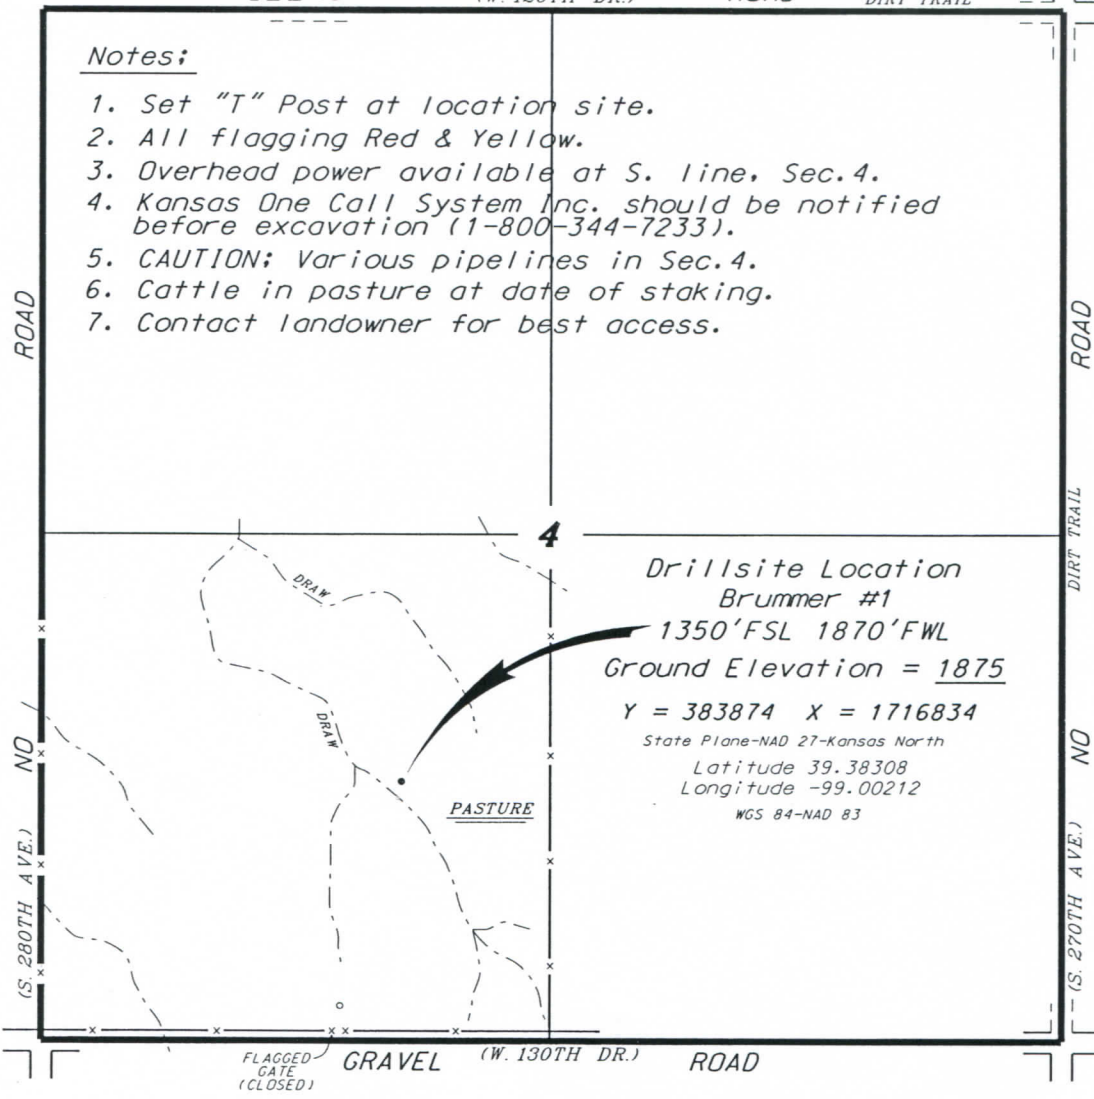 (W. 120TH DR.)
DIRT TRAIL
Notes:
1. Set "T" Post at location site.
2. All flagging Red & Yellow.
3. Overhead power available at S. line, Sec.4.
4. Kansas One Call System Inc. should be notified
before excavation (1-800-344-7233).
5. CAUTION: Various pipelines in Sec.4.
6. Cattle in pasture at date of staking.
7. Contact landowner for best access.
ROAD
ROAD
4
DIRT TRAIL
DRAW
Drillsite Location
Brummer #1
1350'FSL 1870'FWL
Ground Elevation = 1875
Y = 383874 X = 1716834
State Plane-NAD 27-Kansas North
Latitude 39.38308
Longitude -99.00212
WGS 84-NAD 83
DRAW
NO
NO
PASTURE
(S. 280TH AVE.)
(S. 270TH AVE.)
FLAGGED
GATE
(CLOSED)
GRAVEL (W. 130TH DR.) ROAD